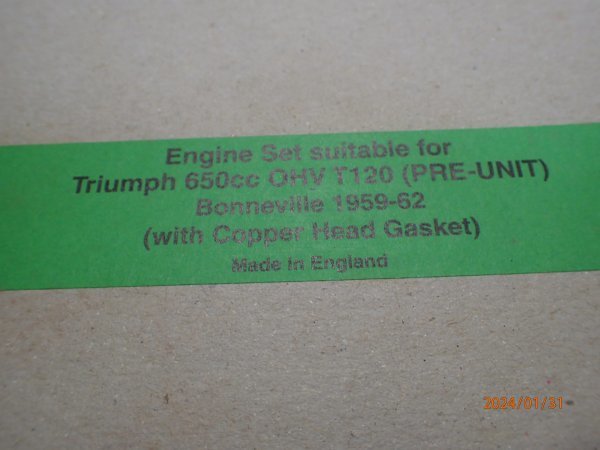 Engine Set suitable for
Triumph 650cc OHV T120 (PRE-UNIT)
Bonneville 1959-62
(with Copper Head Gasket)
Made in England
2024/01/31